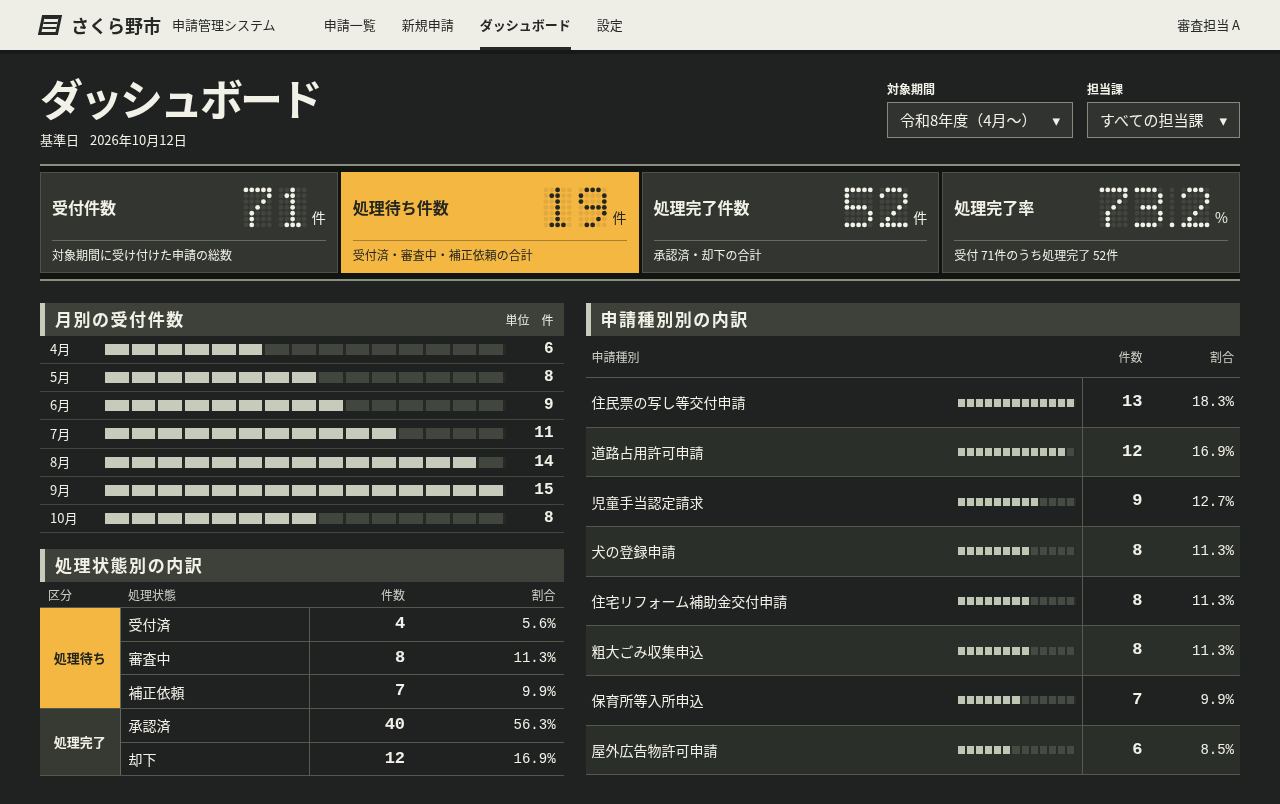 さくら野市 申請管理システム 申請一覧 新規申請 ダッシュボード 設定 審査担当 A
ダッシュボード
基準日 2026年10月12日
対象期間
令和8年度（4月〜） ▾
担当課
すべての担当課 ▾
受付件数 71 件
対象期間に受け付けた申請の総数
処理待ち件数 19 件
受付済・審査中・補正依頼の合計
処理完了件数 52 件
承認済・却下の合計
処理完了率 73.2 %
受付 71件のうち処理完了 52件
月別の受付件数 単位 件
4月 6
5月 8
6月 9
7月 11
8月 14
9月 15
10月 8
処理状態別の内訳
区分 処理状態 件数 割合
処理待ち
受付済 4 5.6%
審査中 8 11.3%
補正依頼 7 9.9%
処理完了
承認済 40 56.3%
却下 12 16.9%
申請種別別の内訳
申請種別 件数 割合
住民票の写し等交付申請 13 18.3%
道路占用許可申請 12 16.9%
児童手当認定請求 9 12.7%
犬の登録申請 8 11.3%
住宅リフォーム補助金交付申請 8 11.3%
粗大ごみ収集申込 8 11.3%
保育所等入所申込 7 9.9%
屋外広告物許可申請 6 8.5%